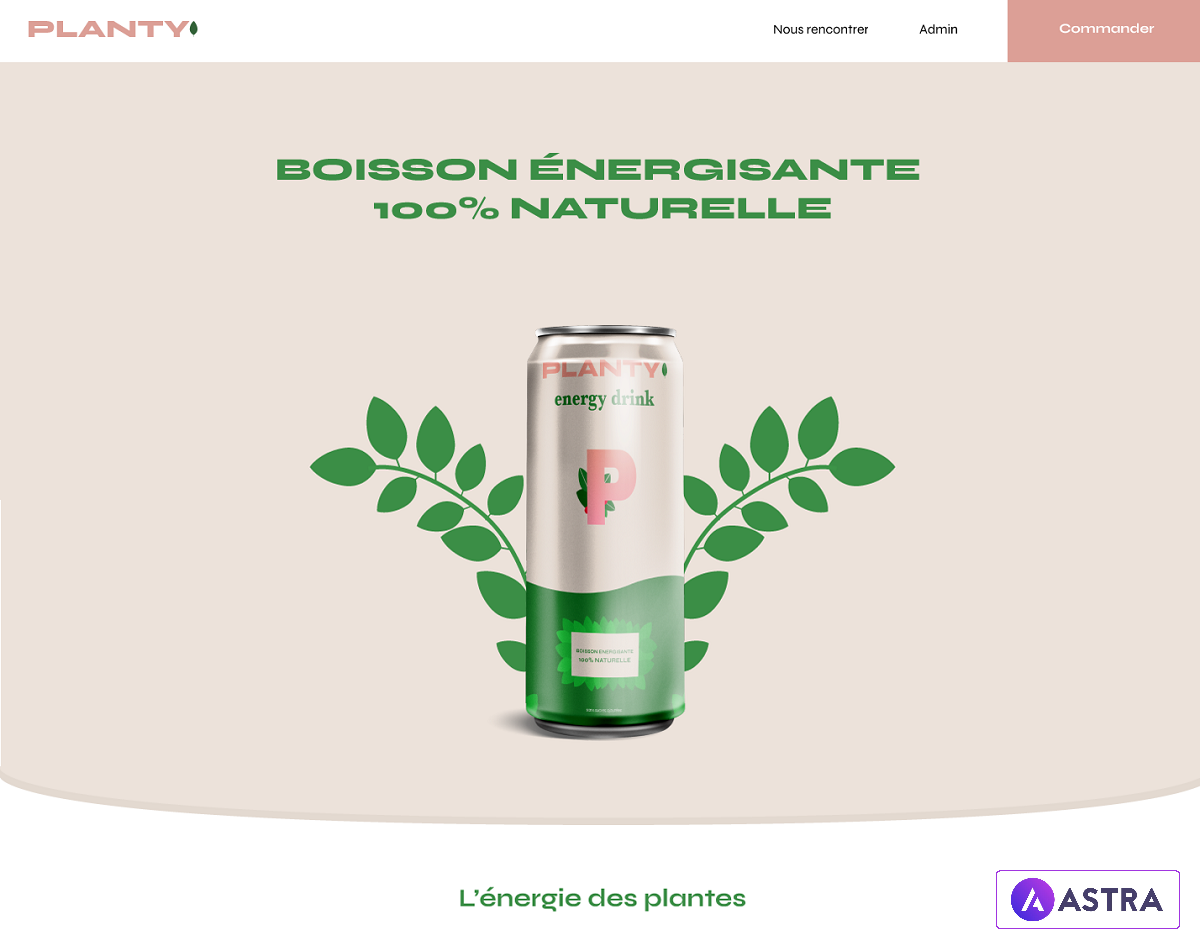 PLANTY
Nous rencontrer
Admin
Commander
BOISSON ÉNERGISANTE
100% NATURELLE
PLANTY
energy drink
P
BOISSON ÉNERGISANTE
100% NATURELLE
L'énergie des plantes
ASTRA